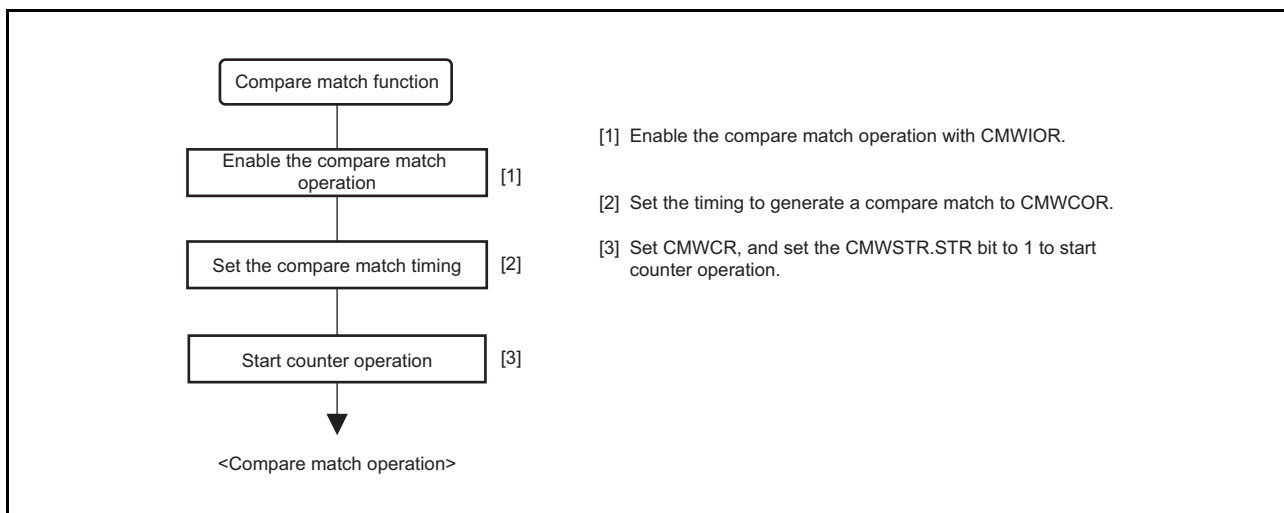 Compare match function
Enable the compare match
operation
[1]
Set the compare match timing
[2]
Start counter operation
[3]
<Compare match operation>
[1] Enable the compare match operation with CMWIOR.
[2] Set the timing to generate a compare match to CMWCOR.
[3] Set CMWCR, and set the CMWSTR.STR bit to 1 to start
counter operation.